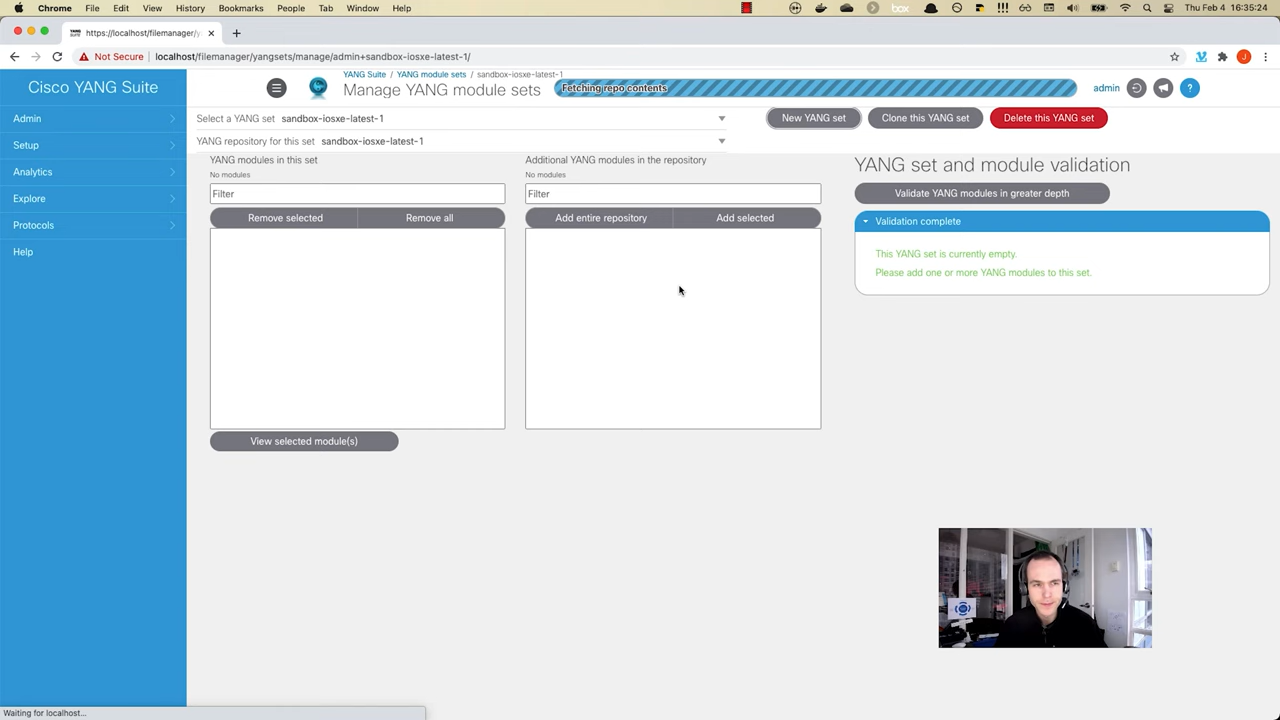 Chrome File Edit View History Bookmarks People Tab Window Help
box
Thu Feb 4 16:35:24
https://localhost/filemanager/y
Not Secure localhost/filemanager/yangsets/manage/admin+sandbox-iosxe-latest-1/
J
Cisco YANG Suite
YANG Suite / YANG module sets / sandbox-iosxe-latest-1
Manage YANG module sets
Fetching repo contents
admin
?
Admin
Setup
Analytics
Explore
Protocols
Help
Select a YANG set sandbox-iosxe-latest-1
New YANG set
Clone this YANG set
Delete this YANG set
YANG repository for this set sandbox-iosxe-latest-1
YANG modules in this set
No modules
Filter
Remove selected
Remove all
View selected module(s)
Additional YANG modules in the repository
No modules
Filter
Add entire repository
Add selected
YANG set and module validation
Validate YANG modules in greater depth
Validation complete
This YANG set is currently empty.
Please add one or more YANG modules to this set.
Waiting for localhost...